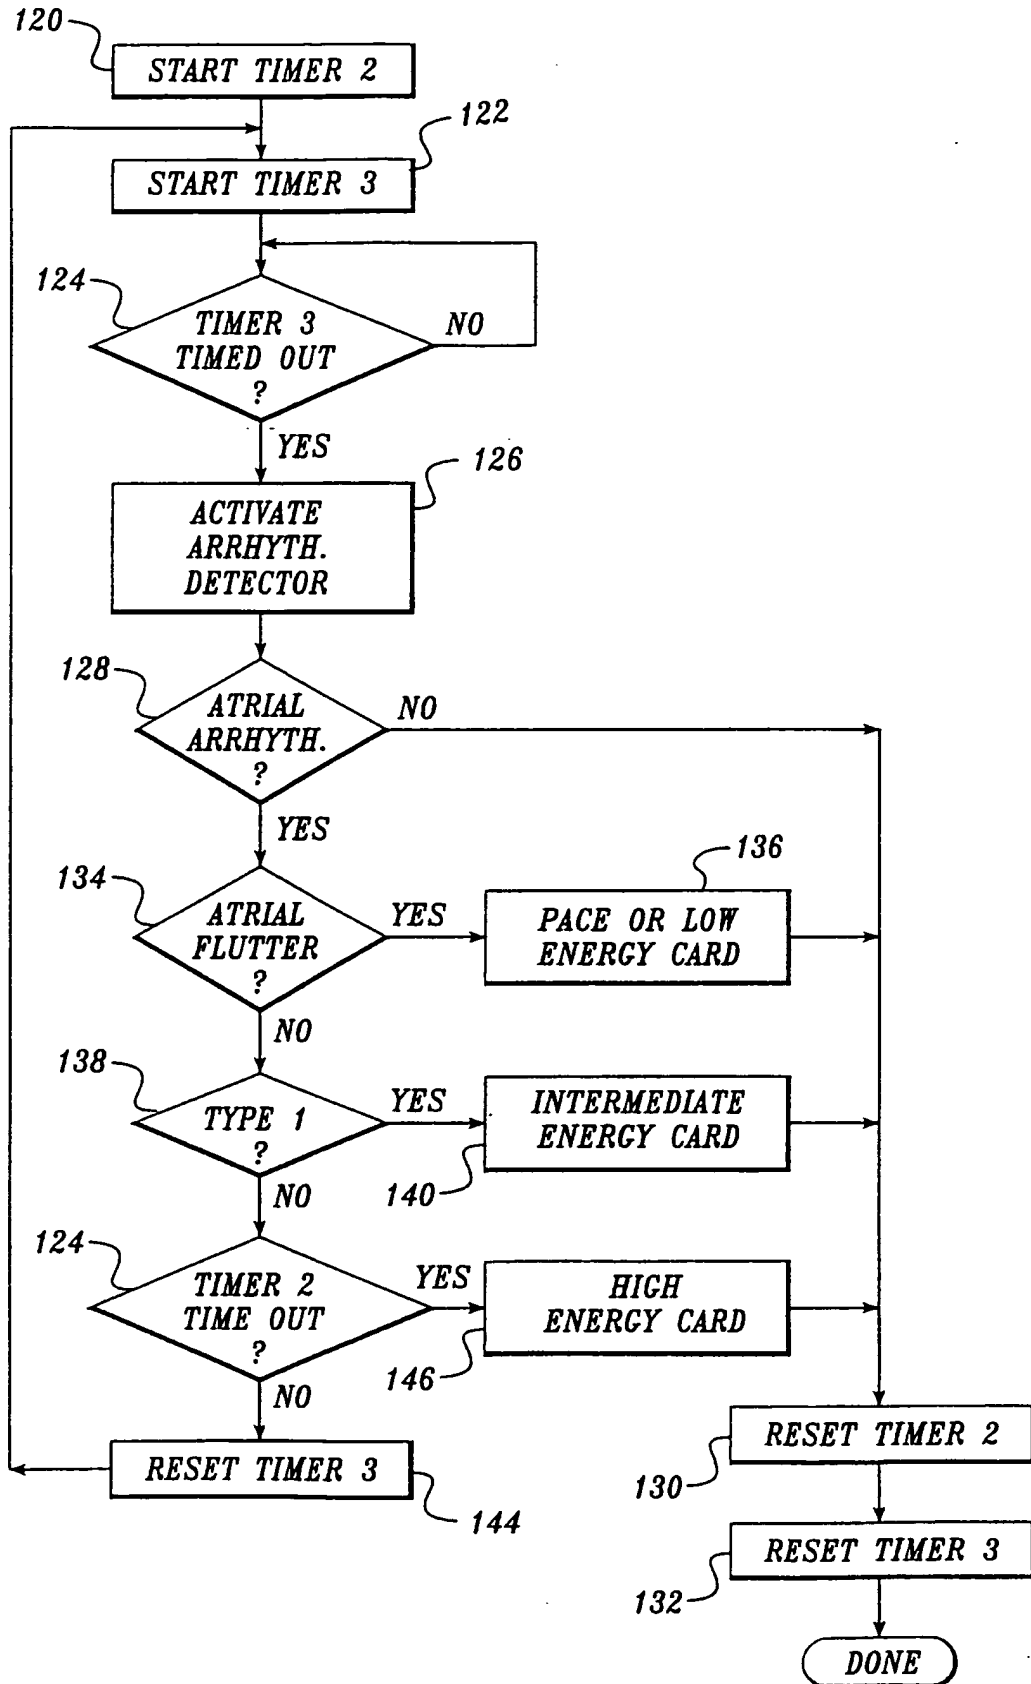 120
START TIMER 2
122
START TIMER 3
124
TIMER 3
TIMED OUT
?
NO
YES
126
ACTIVATE
ARRHYTH.
DETECTOR
128
ATRIAL
ARRHYTH.
?
NO
YES
134
ATRIAL
FLUTTER
?
YES
136
PACE OR LOW
ENERGY CARD
NO
138
TYPE 1
?
YES
INTERMEDIATE
ENERGY CARD
140
NO
124
TIMER 2
TIME OUT
?
YES
HIGH
ENERGY CARD
146
NO
RESET TIMER 3
144
RESET TIMER 2
130
RESET TIMER 3
132
DONE